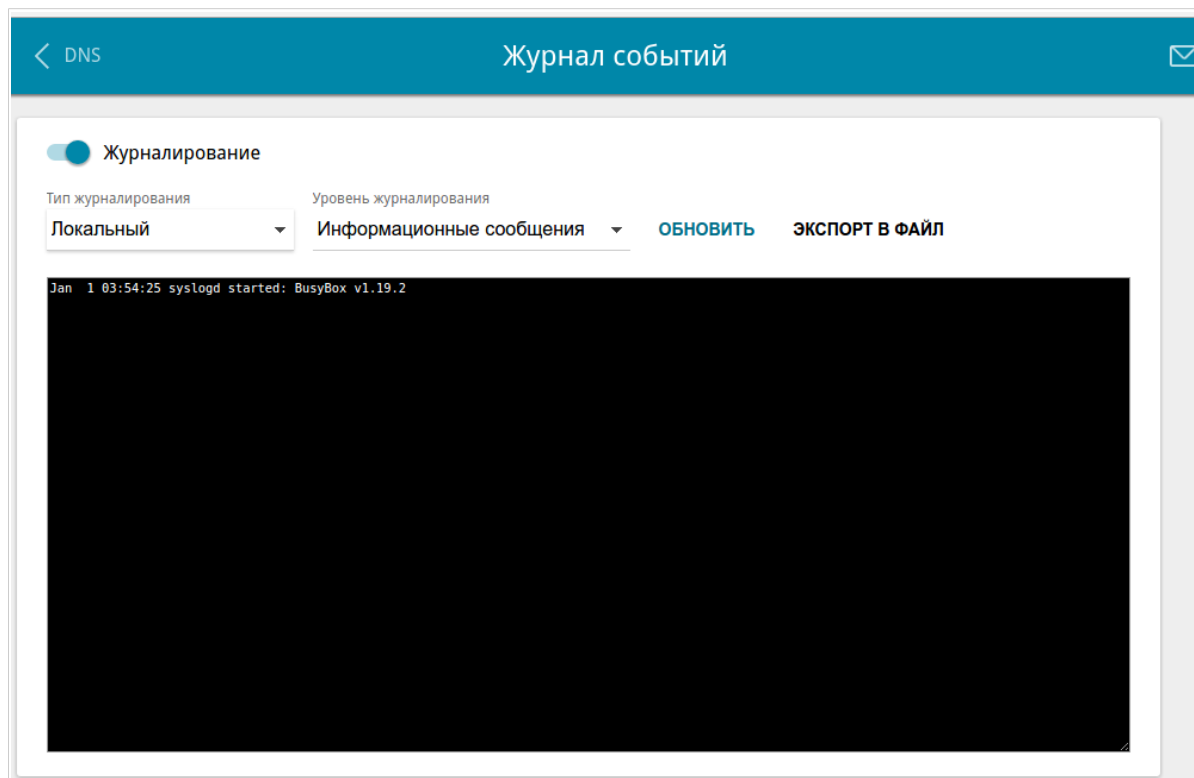 DNS Журнал событий
Журналирование
Тип журналирования Уровень журналирования
Локальный Информационные сообщения ОБНОВИТЬ ЭКСПОРТ В ФАЙЛ
Jan  1 03:54:25 syslogd started: BusyBox v1.19.2